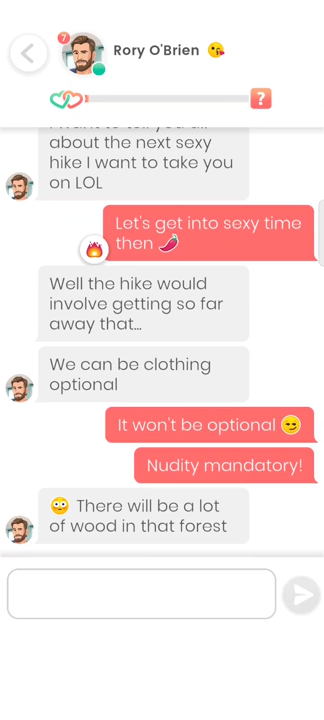 7
Rory O'Brien 😘
?
about the next sexy
hike I want to take you
on LOL
Let's get into sexy time
then 🌶️
🔥
Well the hike would
involve getting so far
away that...
We can be clothing
optional
It won't be optional 😏
Nudity mandatory!
🙄 There will be a lot
of wood in that forest